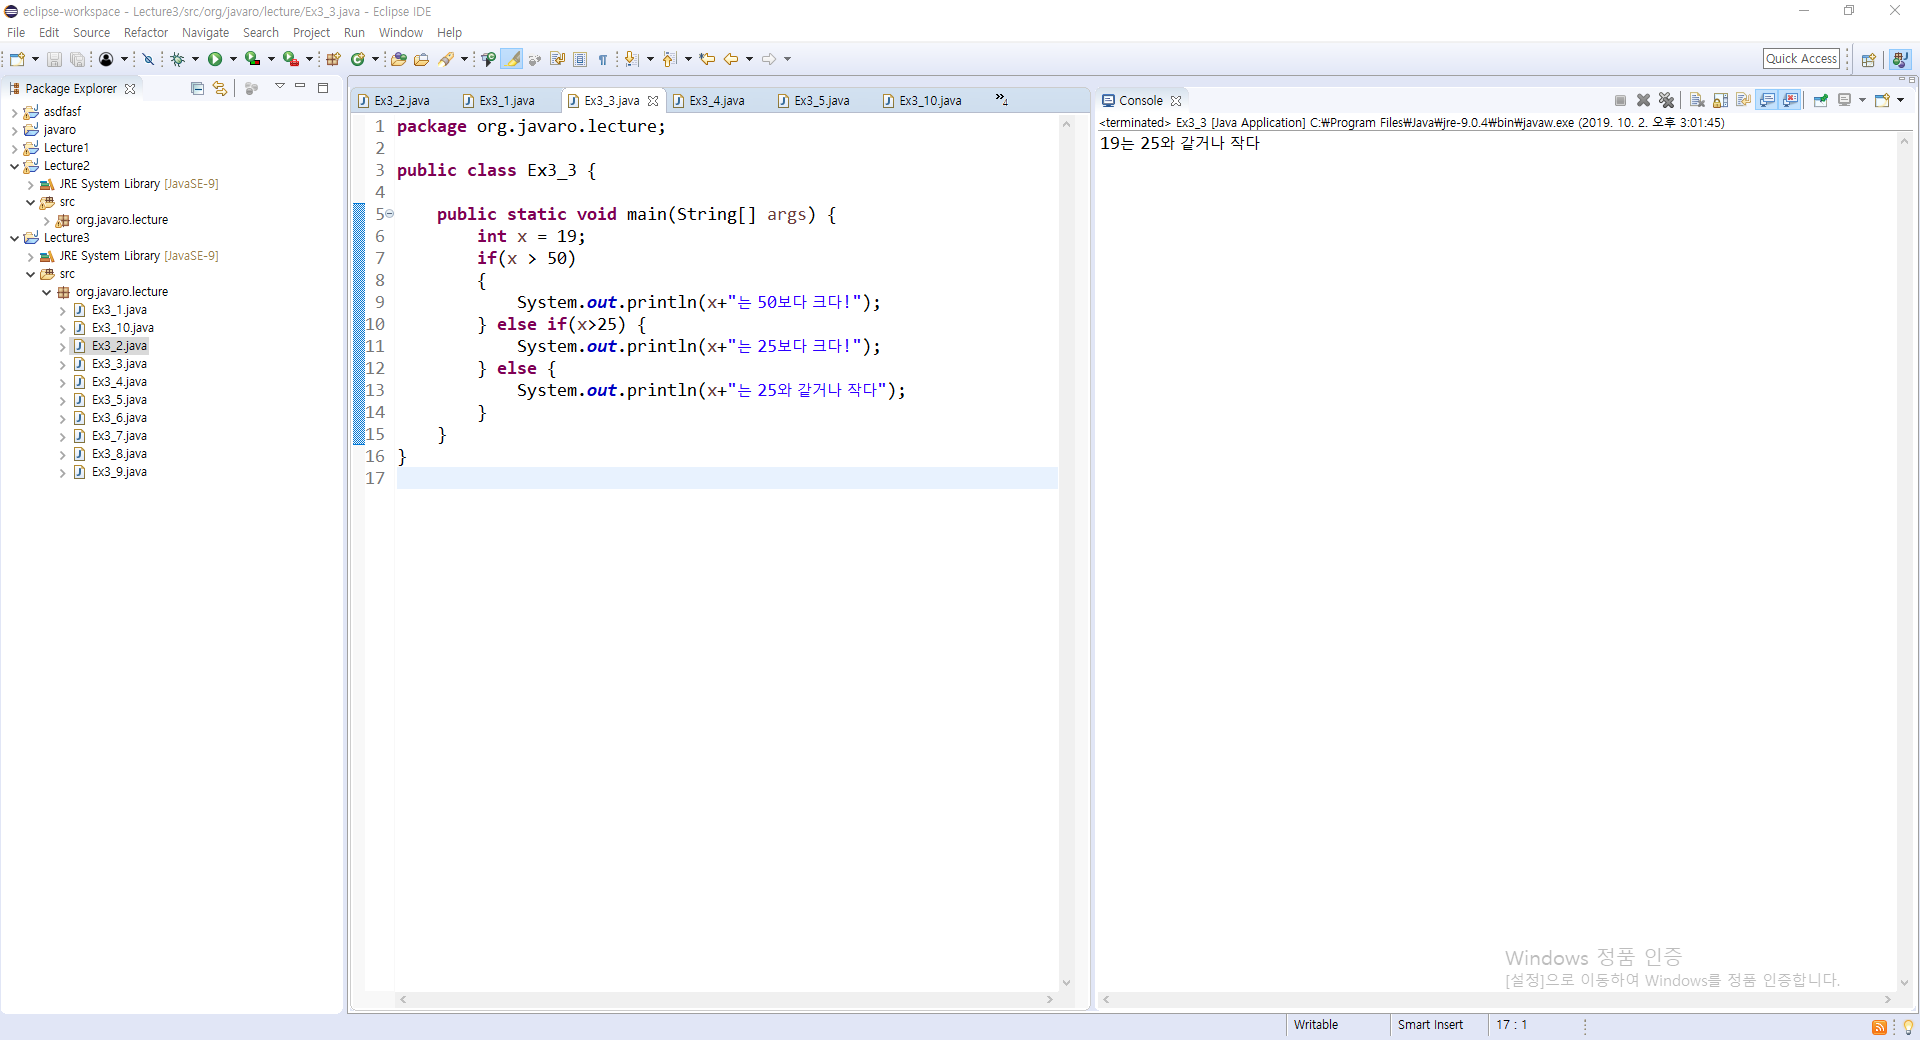 eclipse-workspace - Lecture3/src/org/javaro/lecture/Ex3_3.java - Eclipse IDE
File Edit Source Refactor Navigate Search Project Run Window Help
Quick Access
Package Explorer
asdfasf
javaro
Lecture1
Lecture2
JRE System Library [JavaSE-9]
src
org.javaro.lecture
Lecture3
JRE System Library [JavaSE-9]
src
org.javaro.lecture
Ex3_1.java
Ex3_10.java
Ex3_2.java
Ex3_3.java
Ex3_4.java
Ex3_5.java
Ex3_6.java
Ex3_7.java
Ex3_8.java
Ex3_9.java
Ex3_2.java Ex3_1.java Ex3_3.java Ex3_4.java Ex3_5.java Ex3_10.java »4
1 package org.javaro.lecture;
2
3 public class Ex3_3 {
4
5 public static void main(String[] args) {
6 int x = 19;
7 if(x > 50)
8 {
9 System.out.println(x+"는 50보다 크다!");
10 } else if(x>25) {
11 System.out.println(x+"는 25보다 크다!");
12 } else {
13 System.out.println(x+"는 25와 같거나 작다");
14 }
15 }
16 }
17
Console
<terminated> Ex3_3 [Java Application] C:₩Program Files₩Java₩jre-9.0.4₩bin₩javaw.exe (2019. 10. 2. 오후 3:01:45)
19는 25와 같거나 작다
Windows 정품 인증
[설정]으로 이동하여 Windows를 정품 인증합니다.
Writable Smart Insert 17 : 1